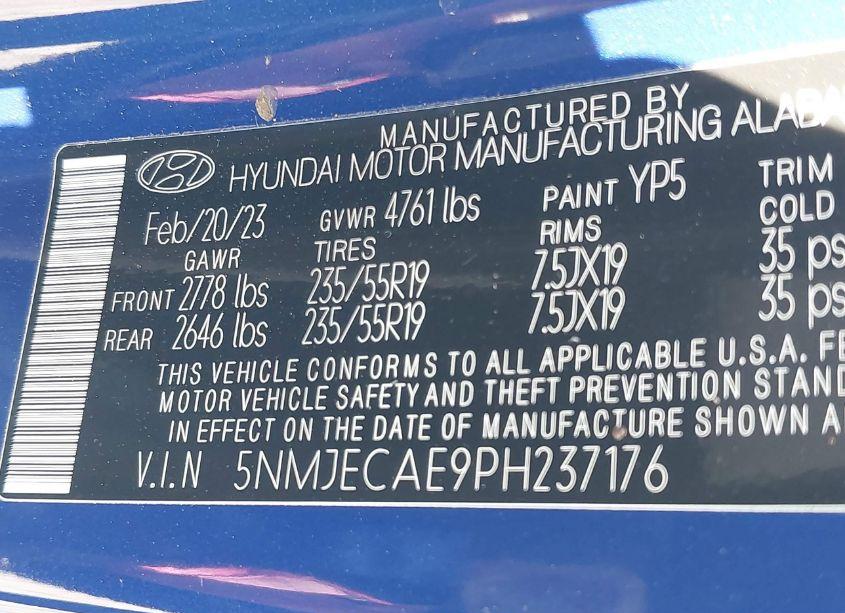 MANUFACTURED BY
HYUNDAI MOTOR MANUFACTURING
Feb/20/23 GVWR 4761 lbs PAINT YP5 TRIM
GAWR TIRES RIMS COLD
FRONT 2778 lbs 235/55R19 7.5JX19 35
REAR 2646 lbs 235/55R19 7.5JX19 35
THIS VEHICLE CONFORMS TO ALL APPLICABLE U.S.A.
MOTOR VEHICLE SAFETY AND THEFT PREVENTION
IN EFFECT ON THE DATE OF MANUFACTURE SHOWN
V.I.N 5NMJECAE9PH237176